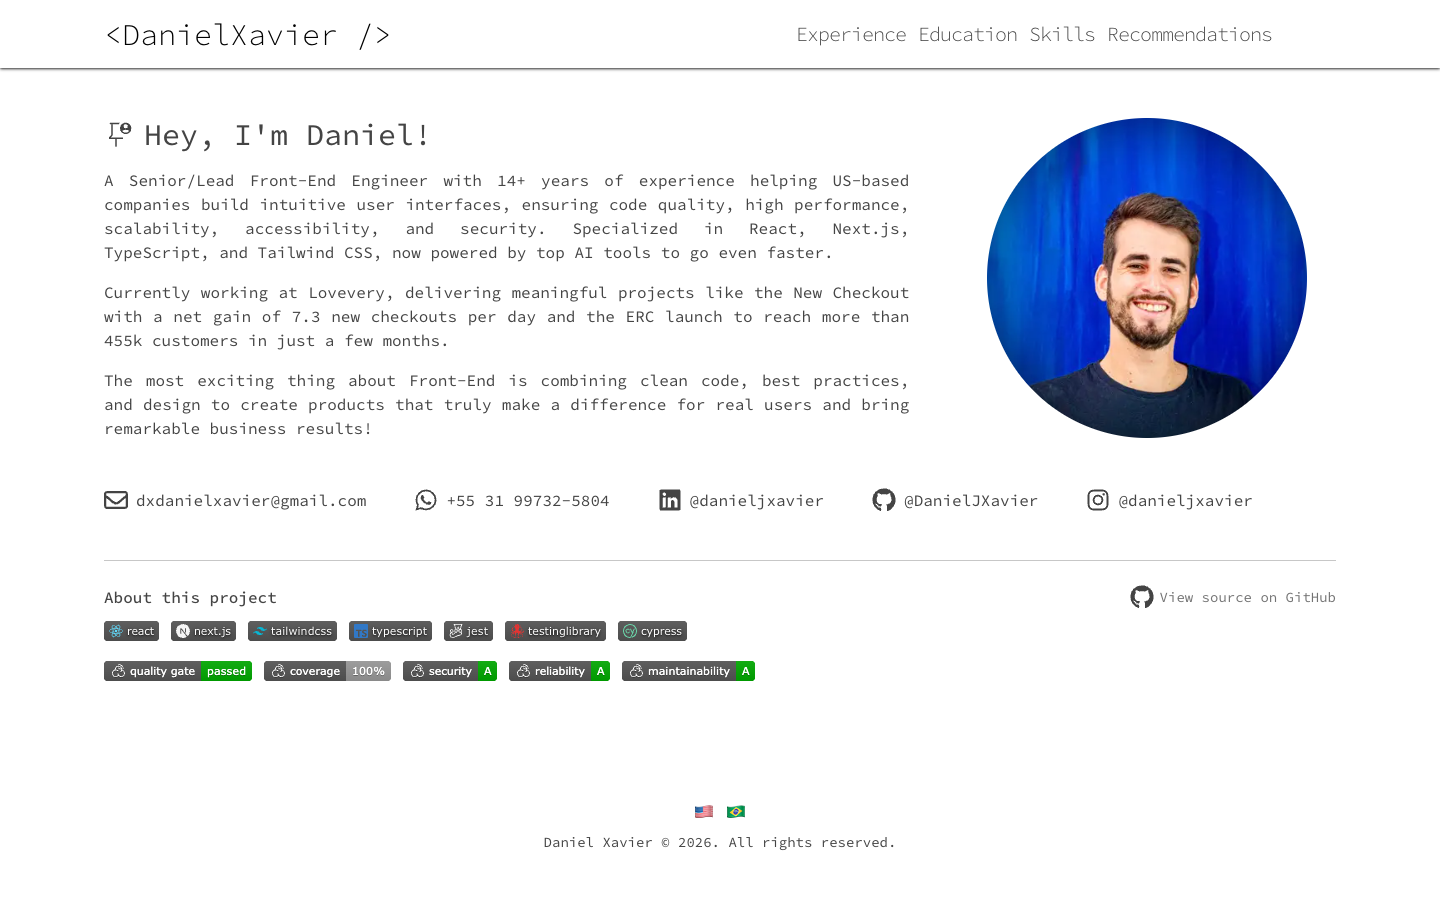 <DanielXavier />
Experience Education Skills Recommendations
Hey, I'm Daniel!
A Senior/Lead Front-End Engineer with 14+ years of experience helping US-based
companies build intuitive user interfaces, ensuring code quality, high performance,
scalability, accessibility, and security. Specialized in React, Next.js,
TypeScript, and Tailwind CSS, now powered by top AI tools to go even faster.
Currently working at Lovevery, delivering meaningful projects like the New Checkout
with a net gain of 7.3 new checkouts per day and the ERC launch to reach more than
455k customers in just a few months.
The most exciting thing about Front-End is combining clean code, best practices,
and design to create products that truly make a difference for real users and bring
remarkable business results!
dxdanielxavier@gmail.com +55 31 99732-5804 @danieljxavier @DanielJXavier @danieljxavier
About this project View source on GitHub
react next.js tailwindcss typescript jest testinglibrary cypress
quality gate passed coverage 100% security A reliability A maintainability A
Daniel Xavier © 2026. All rights reserved.